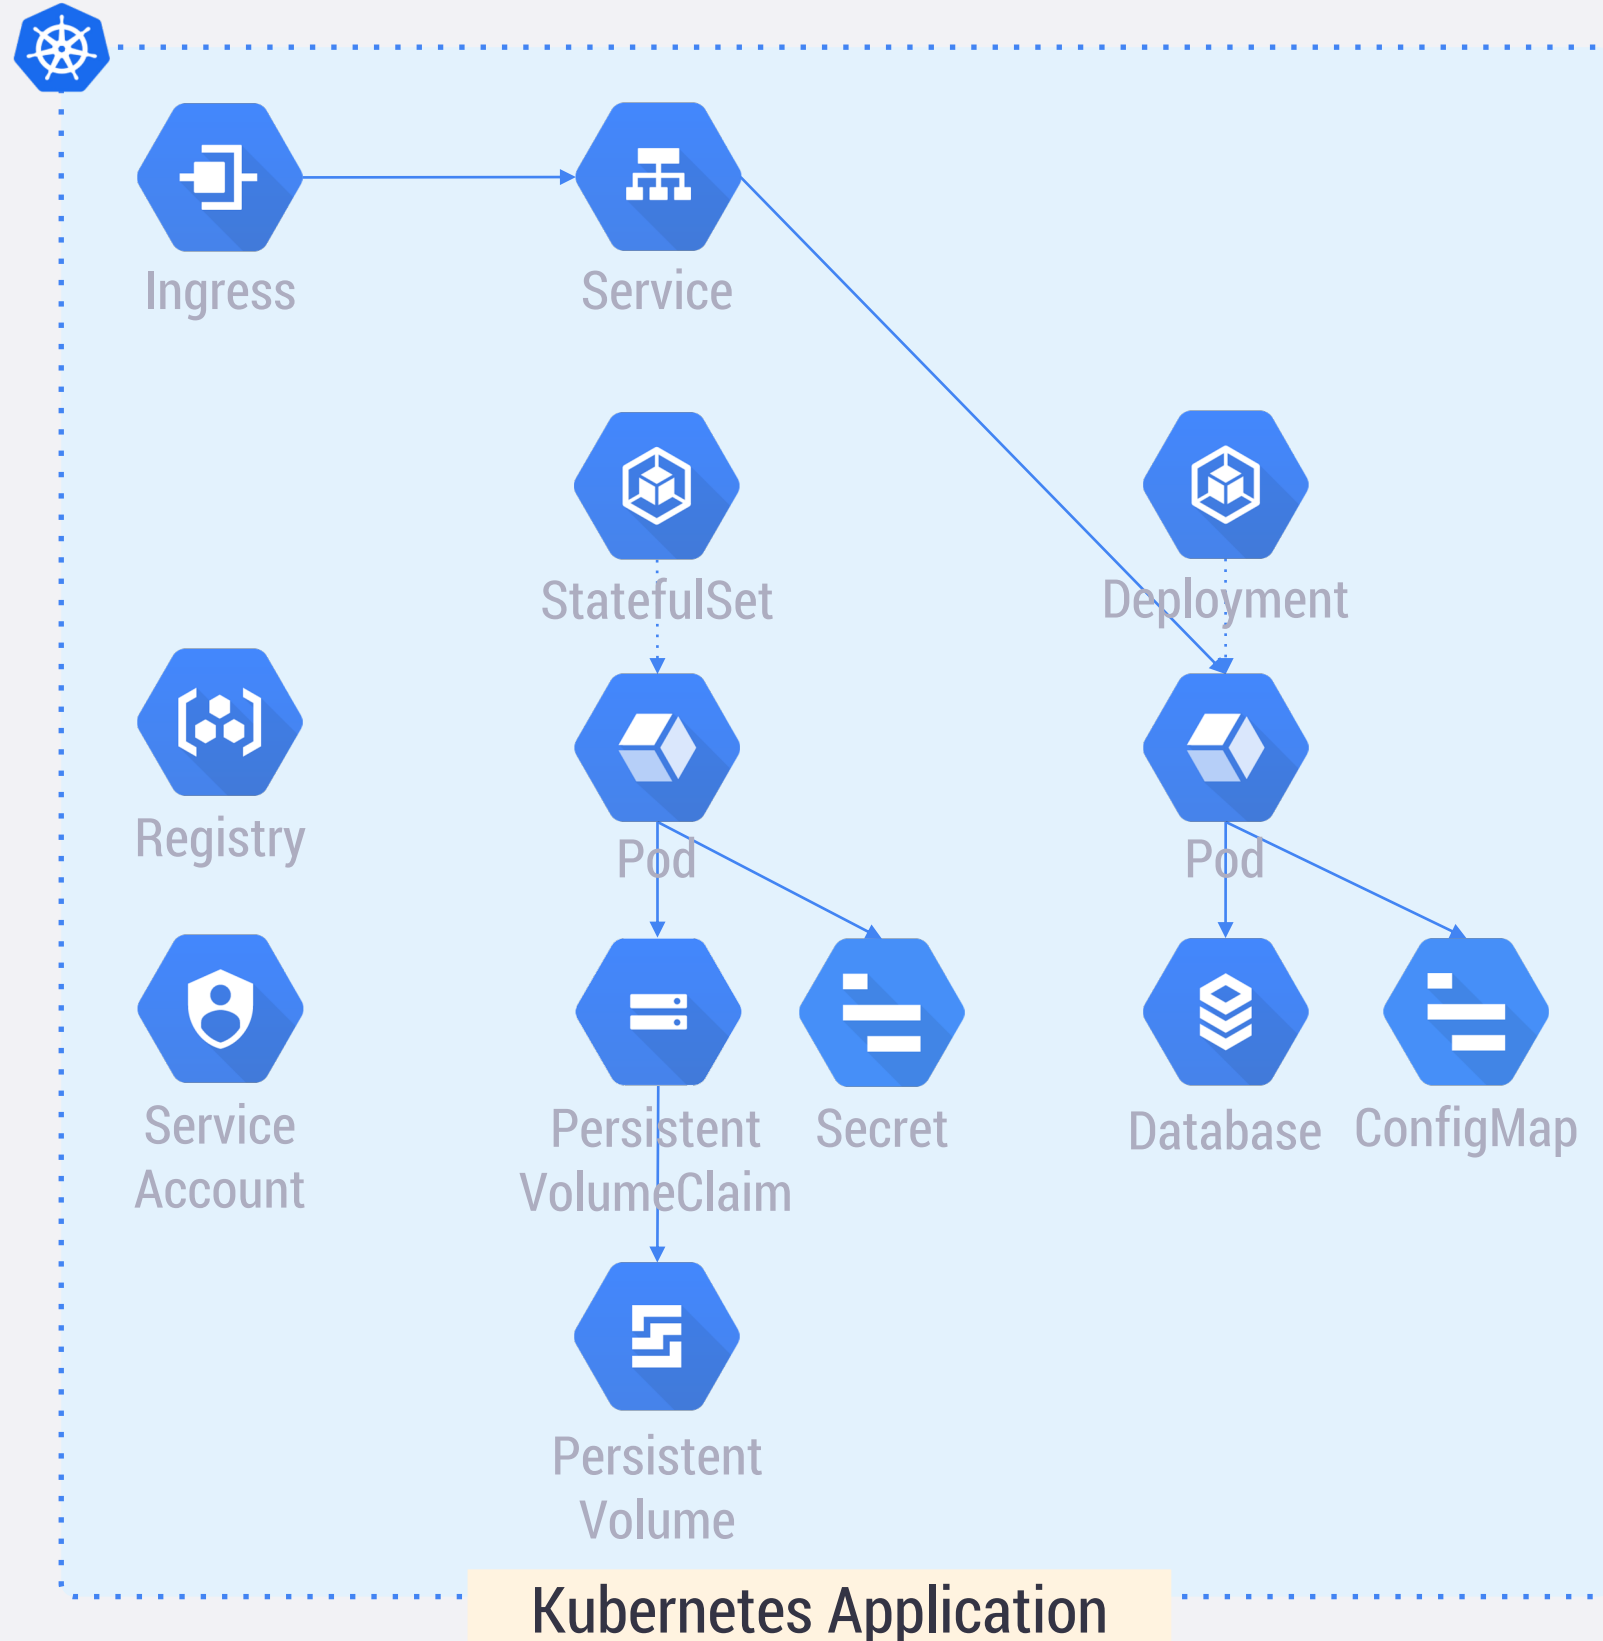 Ingress
Service
StatefulSet
Deployment
Registry
Pod
Pod
Service
Account
Persistent
VolumeClaim
Secret
Database
ConfigMap
Persistent
Volume
Kubernetes Application